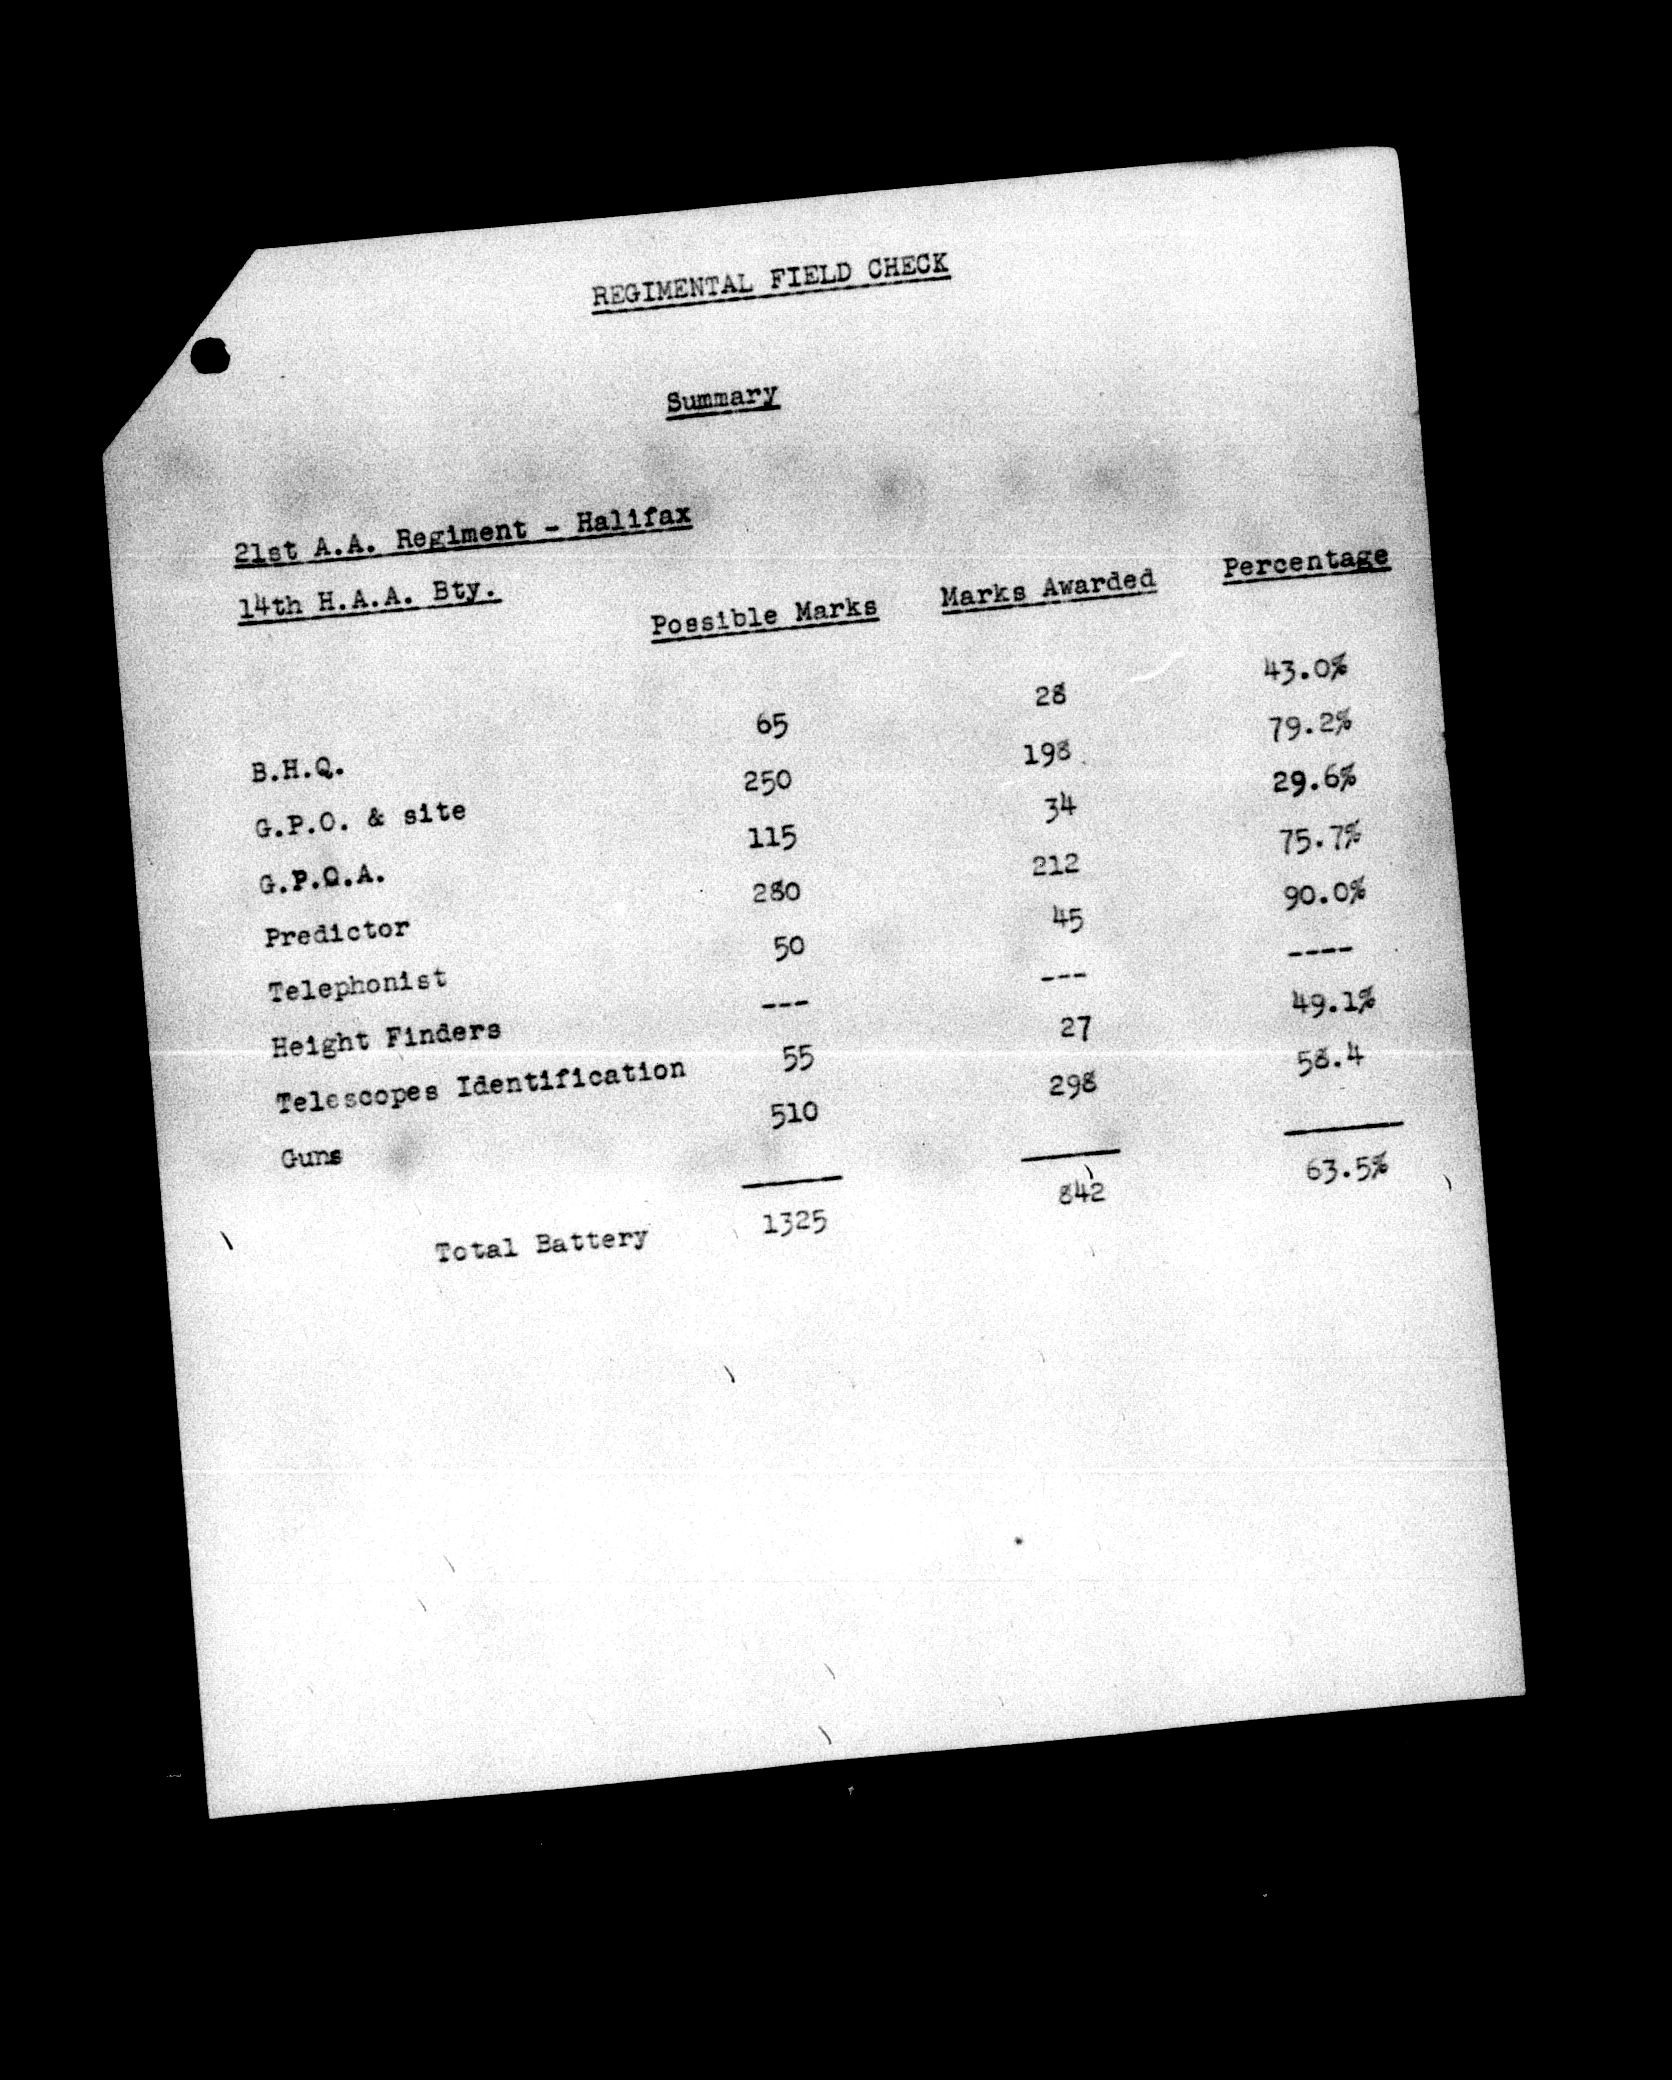 REGIMENTAL FIELD CHECK
Summary
21st A.A. Regiment - Halifax
14th H.A.A. Bty.
Possible Marks Marks Awarded Percentage
B.H.Q. 65 28 43.0%
G.P.O. & site 250 198 79.2%
G.P.O.A. 115 34 29.6%
Predictor 280 212 75.7%
Telephonist 50 45 90.0%
Height Finders --- --- ----
Telescopes Identification 55 27 49.1%
Guns 510 298 58.4
Total Battery 1325 842 63.5%